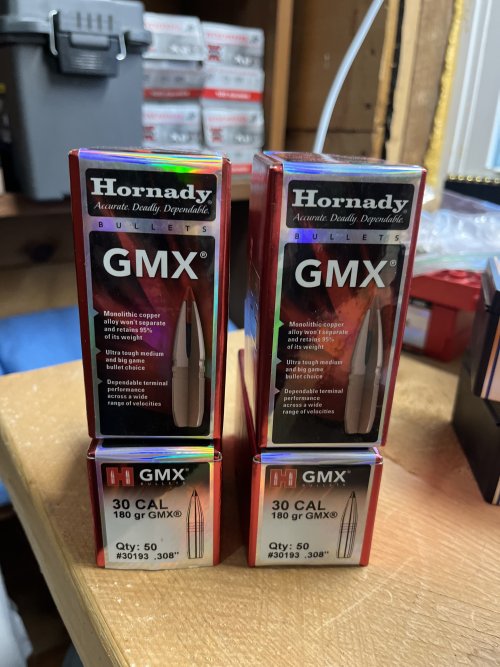 Hornady
Accurate. Deadly. Dependable.
BULLETS
GMX®
Monolithic copper
alloy won't separate
and retains 95%
of its weight
Ultra tough medium
and big game
bullet choice
Dependable terminal
performance
across a wide
range of velocities
H GMX®
BULLETS
30 CAL
180 gr GMX®
Qty: 50
#30193 .308"
Hornady
Accurate. Deadly. Dependable.
BULLETS
GMX®
Monolithic copper
alloy won't separate
and retains 95%
of its weight
Ultra tough medium
and big game
bullet choice
Dependable terminal
performance
across a wide
range of velocities
H GMX®
BULLETS
30 CAL
180 gr GMX®
Qty: 50
#30193 .308"